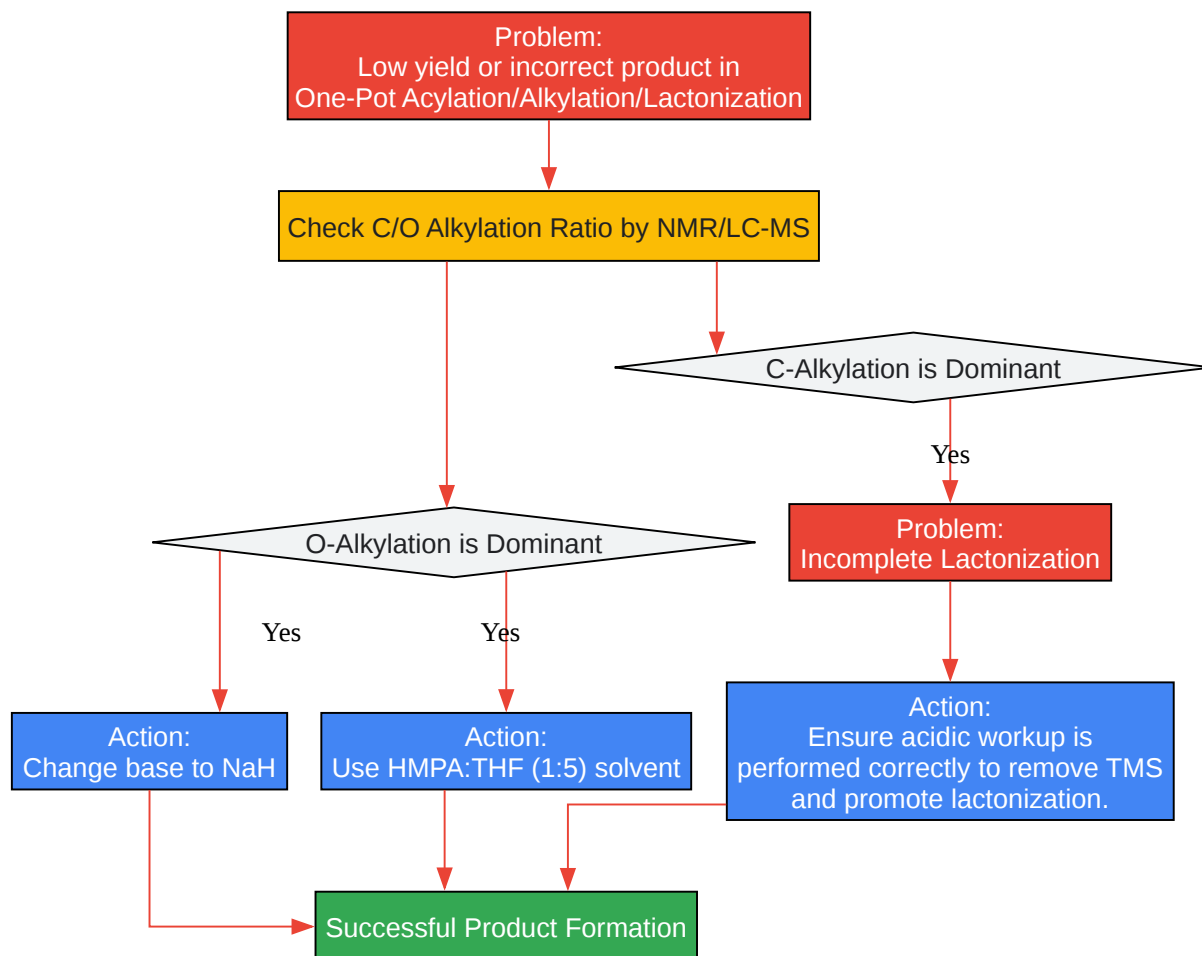 Problem:
Low yield or incorrect product in
One-Pot Acylation/Alkylation/Lactonization
Check C/O Alkylation Ratio by NMR/LC-MS
C-Alkylation is Dominant
Yes
Problem:
Incomplete Lactonization
O-Alkylation is Dominant
Yes
Yes
Action:
Change base to NaH
Action:
Use HMPA:THF (1:5) solvent
Action:
Ensure acidic workup is
performed correctly to remove TMS
and promote lactonization.
Successful Product Formation